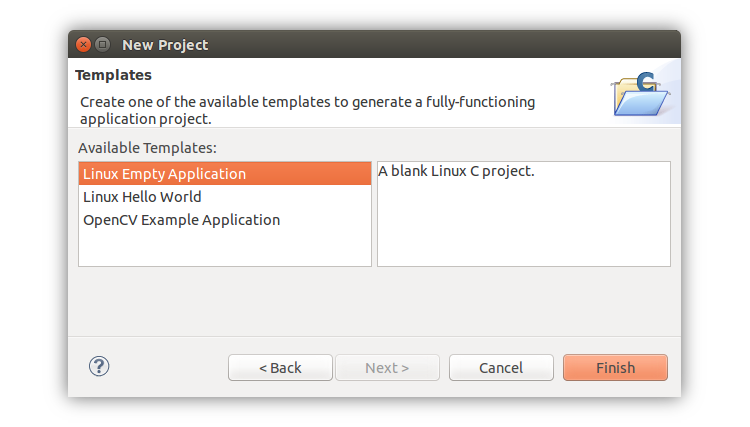 New Project
Templates
Create one of the available templates to generate a fully-functioning
application project.
Available Templates:
Linux Empty Application
A blank Linux C project.
Linux Hello World
OpenCV Example Application
?
< Back
Next >
Cancel
Finish